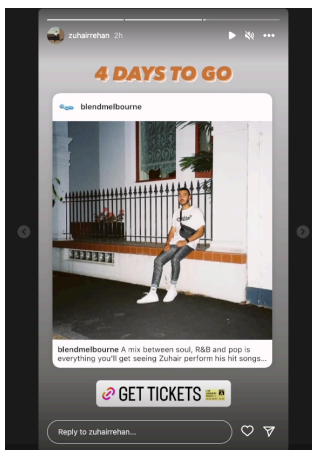 zuhairrehan 2h
4 DAYS TO GO
blendmelbourne
blendmelbourne A mix between soul, R&B and pop is
everything you'll get seeing Zuhair perform his hit songs...
GET TICKETS
Reply to zuhairrehan...